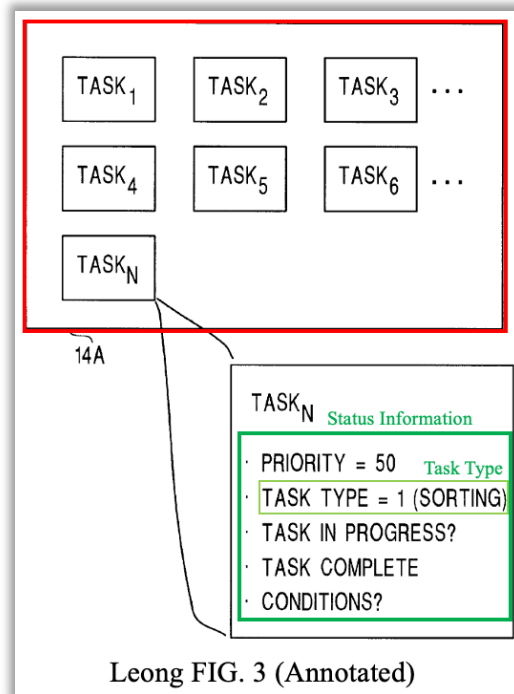 TASK1 TASK2 TASK3 ...
TASK4 TASK5 TASK6 ...
TASKN
14A
TASKN
Status Information
· PRIORITY = 50 Task Type
· TASK TYPE = 1 (SORTING)
· TASK IN PROGRESS?
· TASK COMPLETE
· CONDITIONS?
Leong FIG. 3 (Annotated)